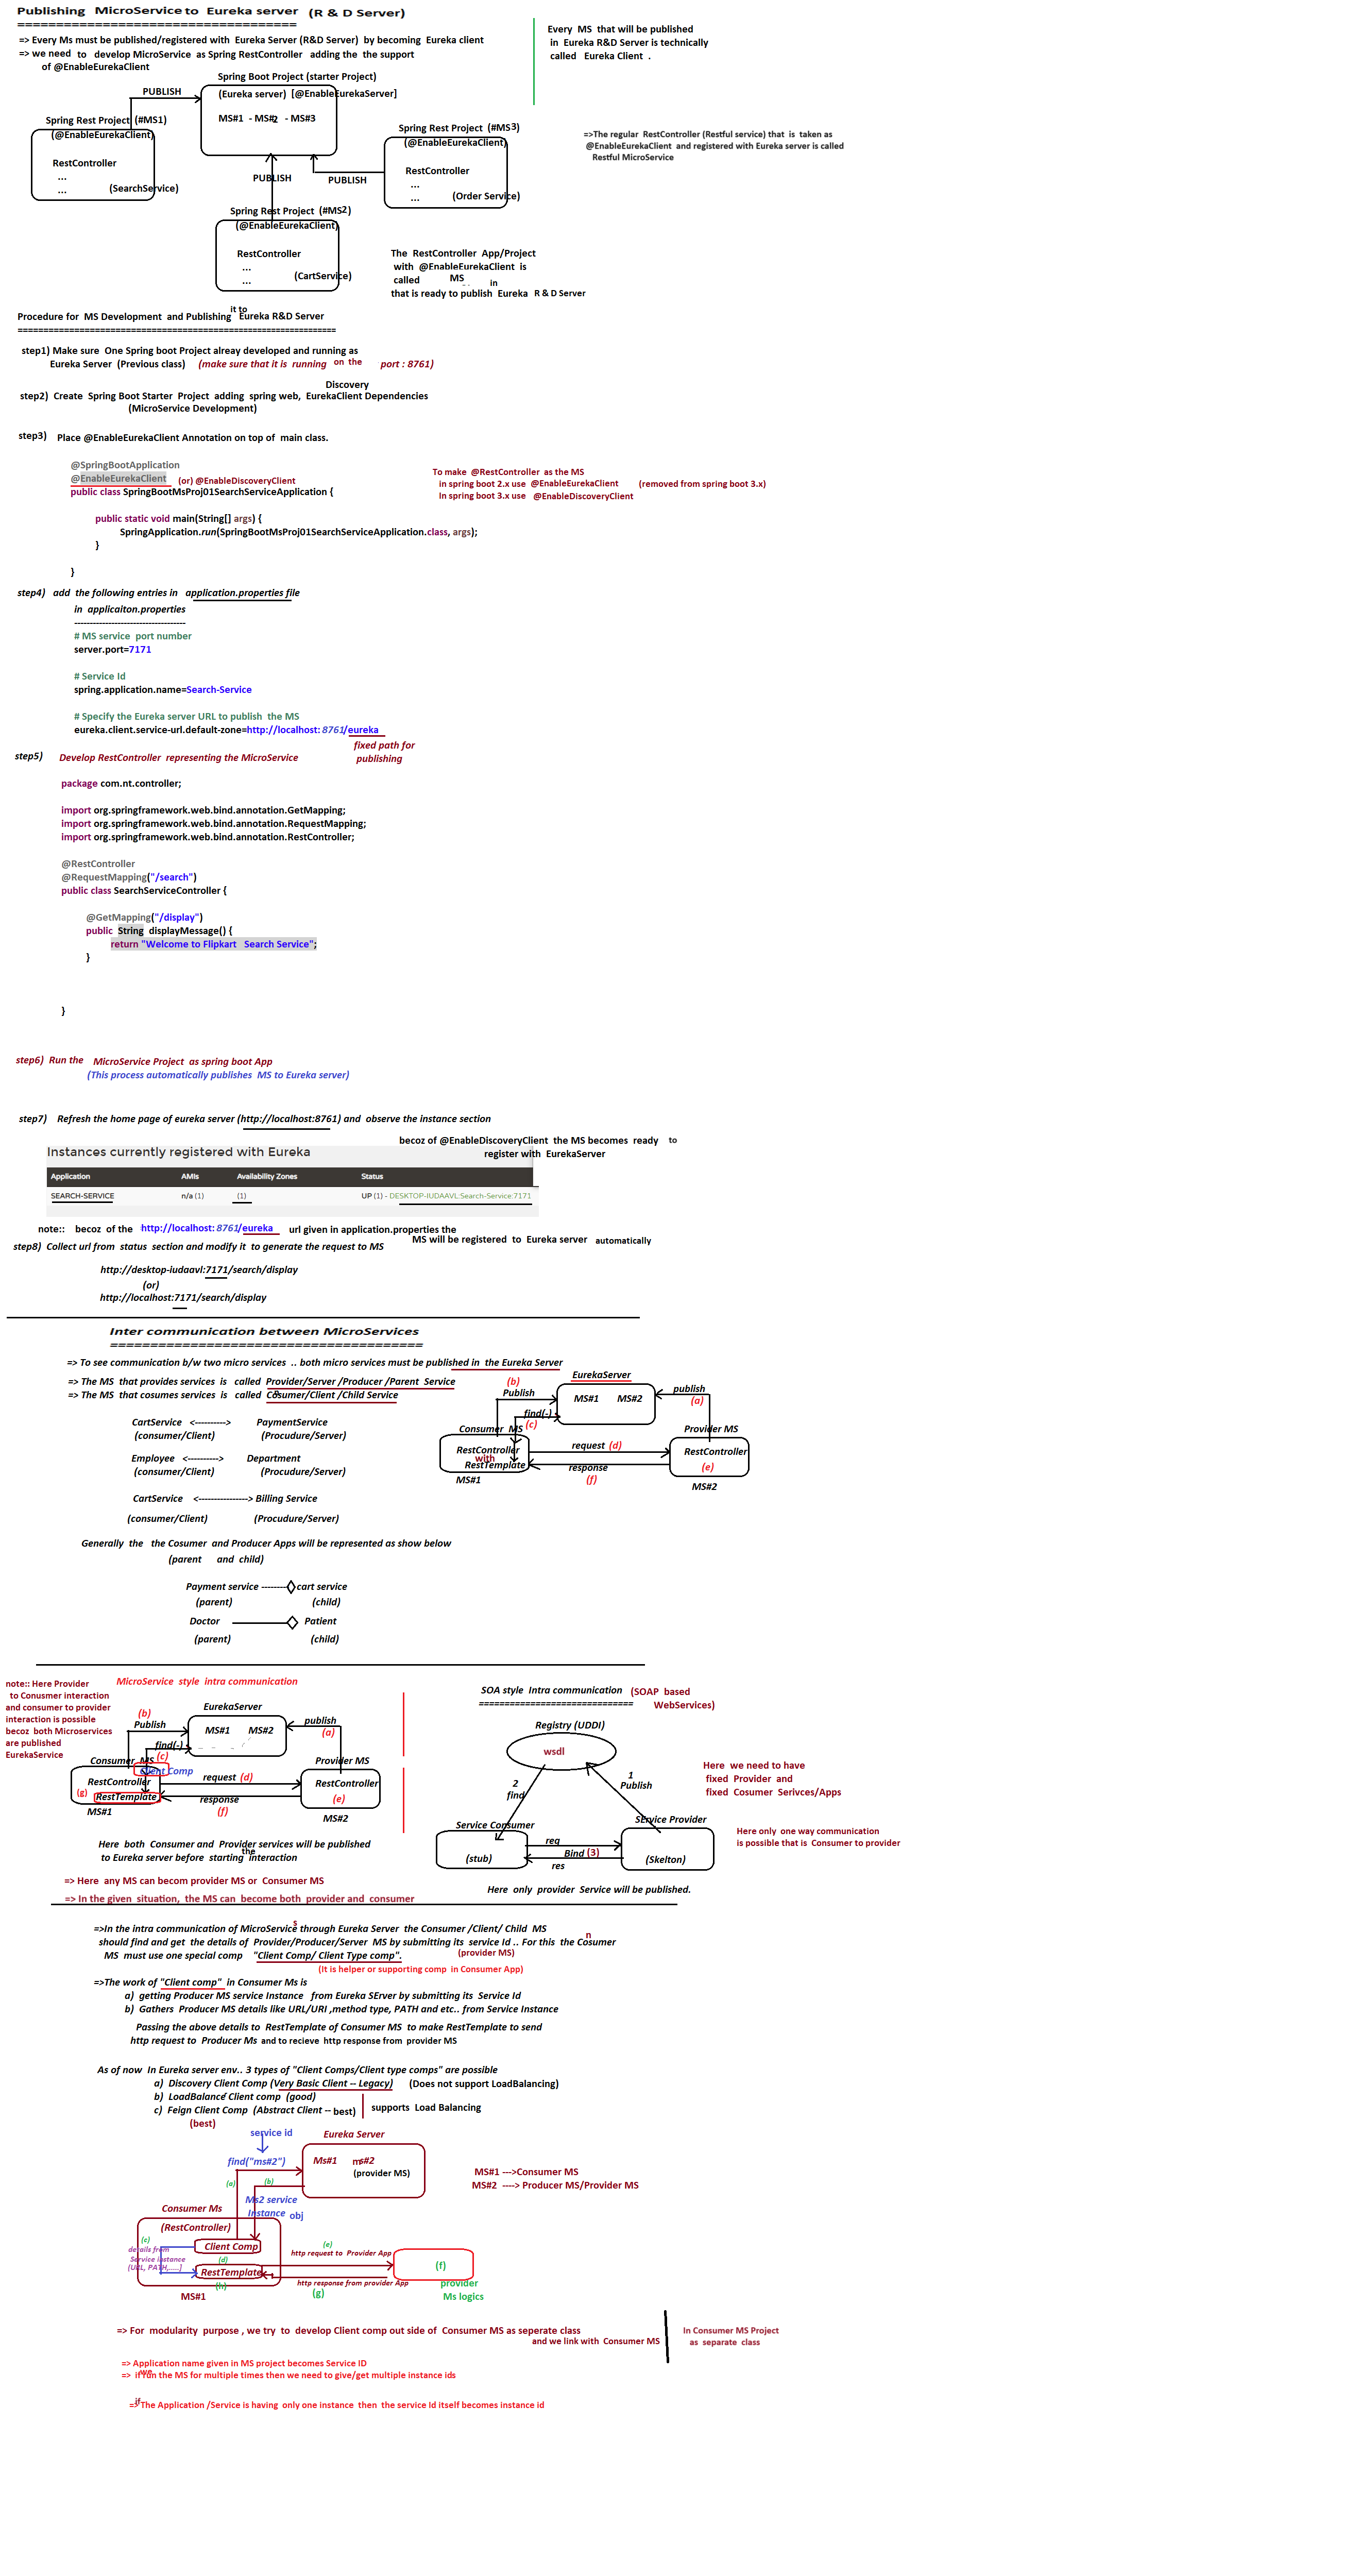 Publishing MicroService to Eureka server (R & D Server)
====================================
=> Every Ms must be published/registered with Eureka Server (R&D Server) by becoming Eureka client
=> we need to develop MicroService as Spring RestController adding the the support
of @EnableEurekaClient
Every MS that will be published
in Eureka R&D Server is technically
called Eureka Client .
Spring Boot Project (starter Project)
(Eureka server) [@EnableEurekaServer]
MS#1 - MS#2 - MS#3
PUBLISH
Spring Rest Project (#MS1)
(@EnableEurekaClient)
RestController
...
... (SearchService)
PUBLISH
PUBLISH
Spring Rest Project (#MS3)
(@EnableEurekaClient)
RestController
...
... (Order Service)
=>The regular RestController (Restful service) that is taken as
@EnableEurekaClient and registered with Eureka server is called
Restful MicroService
Spring Rest Project (#MS2)
(@EnableEurekaClient)
RestController
...
... (CartService)
The RestController App/Project
with @EnableEurekaClient is
called MS
that is ready to publish in Eureka R & D Server
Procedure for MS Development and Publishing it to Eureka R&D Server
==============================================================
step1) Make sure One Spring boot Project alreay developed and running as
Eureka Server (Previous class) (make sure that it is running on the port : 8761)
step2) Create Spring Boot Starter Project adding spring web, EurekaClient Discovery Dependencies
(MicroService Development)
step3) Place @EnableEurekaClient Annotation on top of main class.
@SpringBootApplication
@EnableEurekaClient (or) @EnableDiscoveryClient
public class SpringBootMsProj01SearchServiceApplication {
public static void main(String[] args) {
SpringApplication.run(SpringBootMsProj01SearchServiceApplication.class, args);
}
}
To make @RestController as the MS
in spring boot 2.x use @EnableEurekaClient (removed from spring boot 3.x)
In spring boot 3.x use @EnableDiscoveryClient
step4) add the following entries in application.properties file
in applicaiton.properties
------------------------------------
# MS service port number
server.port=7171
# Service Id
spring.application.name=Search-Service
# Specify the Eureka server URL to publish the MS
eureka.client.service-url.default-zone=http://localhost:8761/eureka
fixed path for
publishing
step5) Develop RestController representing the MicroService
package com.nt.controller;
import org.springframework.web.bind.annotation.GetMapping;
import org.springframework.web.bind.annotation.RequestMapping;
import org.springframework.web.bind.annotation.RestController;
@RestController
@RequestMapping("/search")
public class SearchServiceController {
@GetMapping("/display")
public String displayMessage() {
return "Welcome to Flipkart Search Service";
}
}
step6) Run the MicroService Project as spring boot App
(This process automatically publishes MS to Eureka server)
step7) Refresh the home page of eureka server (http://localhost:8761) and observe the instance section
becoz of @EnableDiscoveryClient the MS becomes ready to
register with EurekaServer
Instances currently registered with Eureka
Application AMIs Availability Zones Status
SEARCH-SERVICE n/a (1) (1) UP (1) - DESKTOP-IUDAAVL:Search-Service:7171
note:: becoz of the http://localhost:8761/eureka url given in application.properties the
MS will be registered to Eureka server automatically
step8) Collect url from status section and modify it to generate the request to MS
http://desktop-iudaavl:7171/search/display
(or)
http://localhost:7171/search/display
Inter communication between MicroServices
========================================
=> To see communication b/w two micro services .. both micro services must be published in the Eureka Server
=> The MS that provides services is called Provider/Server /Producer /Parent Service
=> The MS that cosumes services is called Consumer/Client /Child Service
CartService <----------> PaymentService
(consumer/Client) (Procudure/Server)
Employee <----------> Department
(consumer/Client) (Procudure/Server)
CartService <----------------> Billing Service
(consumer/Client) (Procudure/Server)
EurekaServer
(b)
Publish
MS#1 MS#2
publish
(a)
find(-)
(c)
Consumer MS
RestController
with
RestTemplate
MS#1
request (d)
response
(f)
Provider MS
RestController
(e)
MS#2
Generally the the Cosumer and Producer Apps will be represented as show below
(parent and child)
Payment service -------- cart service
(parent) (child)
Doctor Patient
(parent) (child)
note:: Here Provider
to Conusmer interaction
and consumer to provider
interaction is possible
becoz both Microservices
are published
EurekaService
MicroService style intra communication
EurekaServer
(b)
Publish
MS#1 MS#2
publish
(a)
find(-)
(c)
Consumer MS
Client Comp
RestController
(g) RestTemplate
MS#1
request (d)
response
(f)
Provider MS
RestController
(e)
MS#2
Here both Consumer and Provider services will be published
to Eureka server before starting the interaction
=> Here any MS can becom provider MS or Consumer MS
=> In the given situation, the MS can become both provider and consumer
SOA style Intra communication (SOAP based
WebServices)
==============================
Registry (UDDI)
wsdl
2
find
1
Publish
Service Consumer
(stub)
req
Bind (3)
res
SErvice Provider
(Skelton)
Here only provider Service will be published.
Here we need to have
fixed Provider and
fixed Cosumer Serivces/Apps
Here only one way communication
is possible that is Consumer to provider
=>In the intra communication of MicroServices through Eureka Server the Consumer /Client/ Child MS
should find and get the details of Provider/Producer/Server MS by submitting its service Id .. For this the Consumer
(provider MS)
MS must use one special comp "Client Comp/ Client Type comp".
(It is helper or supporting comp in Consumer App)
=>The work of "Client comp" in Consumer Ms is
a) getting Producer MS service Instance from Eureka SErver by submitting its Service Id
b) Gathers Producer MS details like URL/URI ,method type, PATH and etc.. from Service Instance
Passing the above details to RestTemplate of Consumer MS to make RestTemplate to send
http request to Producer Ms and to recieve http response from provider MS
As of now In Eureka server env.. 3 types of "Client Comps/Client type comps" are possible
a) Discovery Client Comp (Very Basic Client -- Legacy) (Does not support LoadBalancing)
b) LoadBalance Client comp (good)
c) Feign Client Comp (Abstract Client -- best)
(best)
supports Load Balancing
service id
find("ms#2")
Eureka Server
Ms#1 ms#2
(provider MS)
(a)
(b)
Ms2 service
Instance obj
MS#1 --->Consumer MS
MS#2 ----> Producer MS/Provider MS
Consumer Ms
(RestController)
(c)
details from
Service instance
(URL, PATH,.....]
Client Comp
(d)
RestTemplate
(h)
MS#1
(e)
http request to Provider App
http response from provider App
(g)
(f)
provider
Ms logics
=> For modularity purpose , we try to develop Client comp out side of Consumer MS as seperate class
and we link with Consumer MS
In Consumer MS Project
as separate class
=> Application name given in MS project becomes Service ID
=> if we run the MS for multiple times then we need to give/get multiple instance ids
=> if The Application /Service is having only one instance then the service Id itself becomes instance id